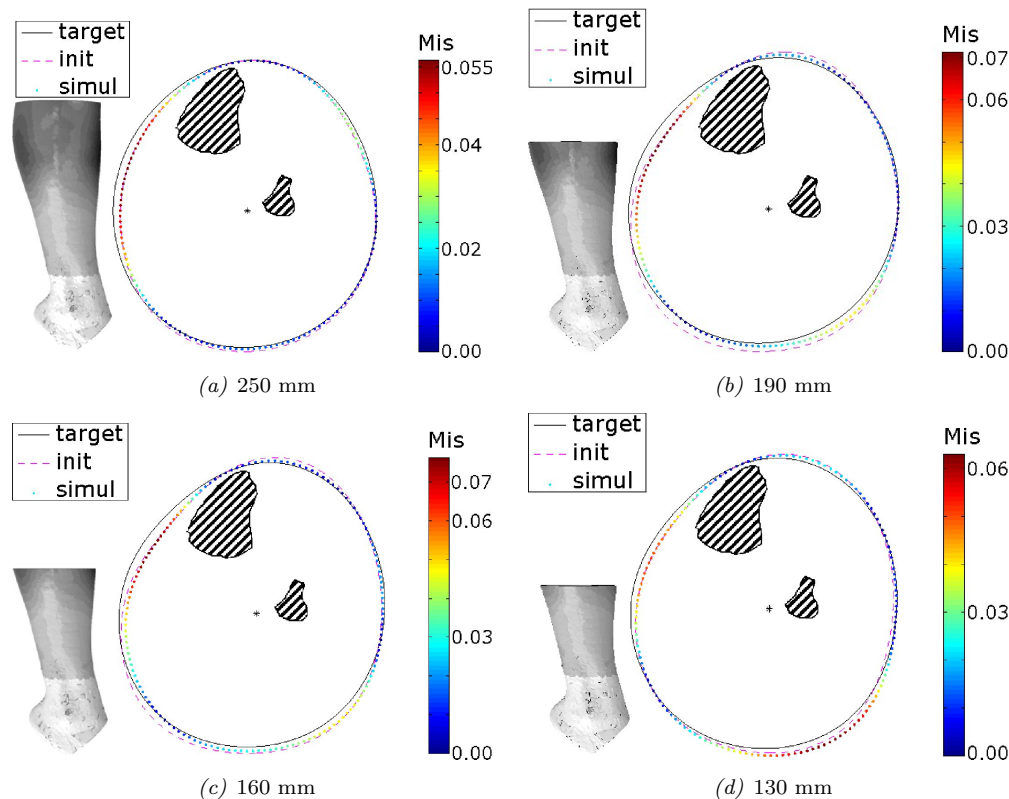 target
init
simul
Mis
0.055
0.04
0.02
0.00
(a) 250 mm
target
init
simul
Mis
0.07
0.06
0.03
0.00
(b) 190 mm
target
init
simul
Mis
0.07
0.06
0.03
0.00
(c) 160 mm
target
init
simul
Mis
0.06
0.03
0.00
(d) 130 mm